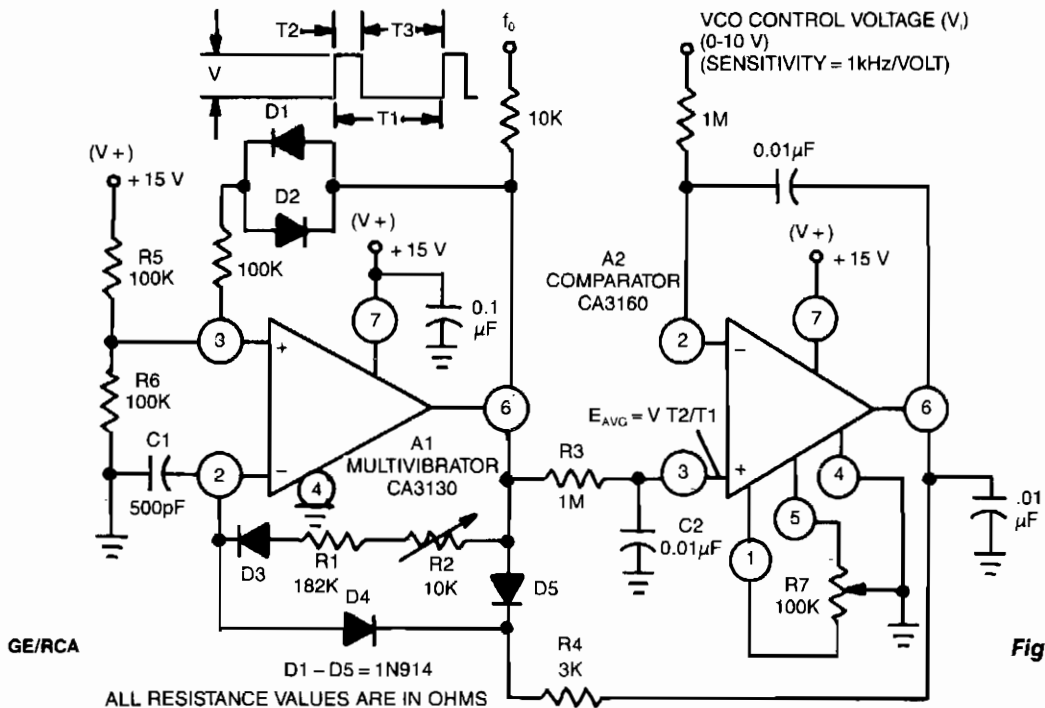 T2
T3
f₀
VCO CONTROL VOLTAGE (Vᵢ)
(0-10 V)
(SENSITIVITY = 1kHz/VOLT)
V
T1
D1
10K
1M
0.01µF
(V+)
+ 15 V
D2
(V+)
+ 15 V
(V+)
+ 15 V
R5
100K
100K
A2
COMPARATOR
CA3160
7
0.1
µF
7
3
+
2
–
R6
100K
6
6
E_AVG = V T2/T1
C1
A1
MULTIVIBRATOR
CA3130
R3
1M
3
+
4
2
–
4
500pF
5
.01
µF
C2
0.01µF
1
D3
R1
182K
R2
10K
D5
R7
100K
D4
R4
3K
GE/RCA
D1 – D5 = 1N914
Fig
ALL RESISTANCE VALUES ARE IN OHMS